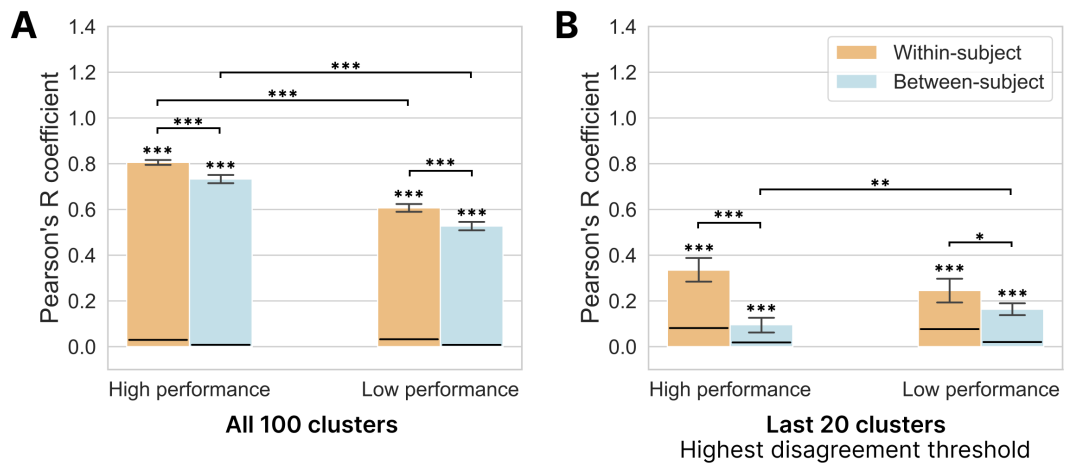 A
Pearson's R coefficient
1.4
1.2
1.0
0.8
0.6
0.4
0.2
0.0
***
***
***
***
***
***
***
***
High performance
Low performance
All 100 clusters
B
Pearson's R coefficient
1.4
1.2
1.0
0.8
0.6
0.4
0.2
0.0
Within-subject
Between-subject
**
***
*
***
***
***
***
High performance
Low performance
Last 20 clusters
Highest disagreement threshold